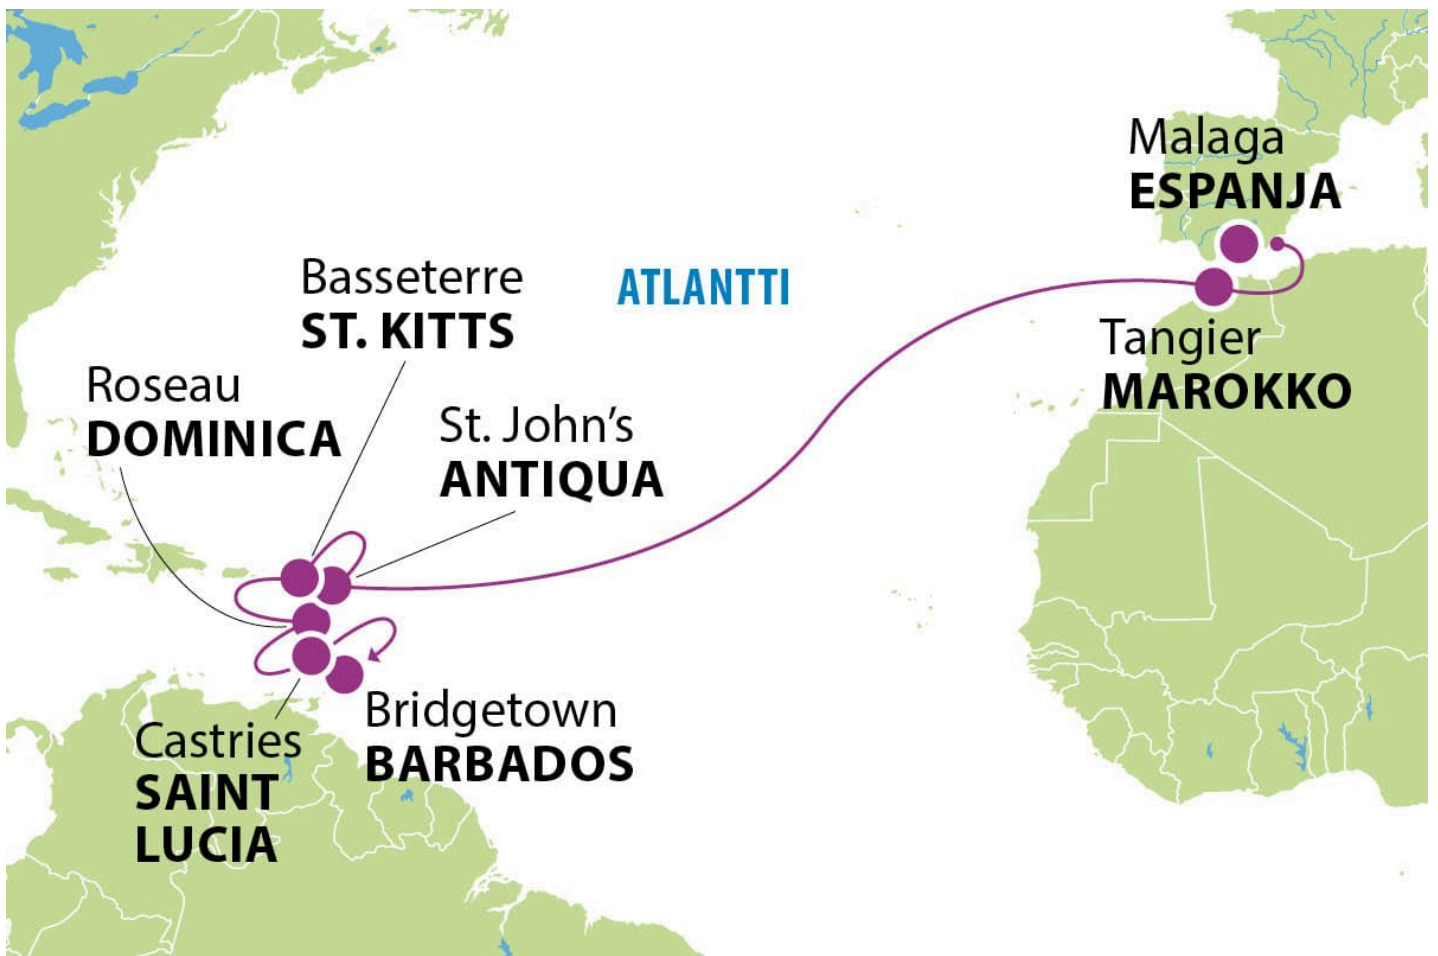 Malaga
ESPANJA
Basseterre
ST. KITTS
ATLANTTI
Tangier
MAROKKO
Roseau
DOMINICA
St. John’s
ANTIQUA
Bridgetown
BARBADOS
Castries
SAINT
LUCIA